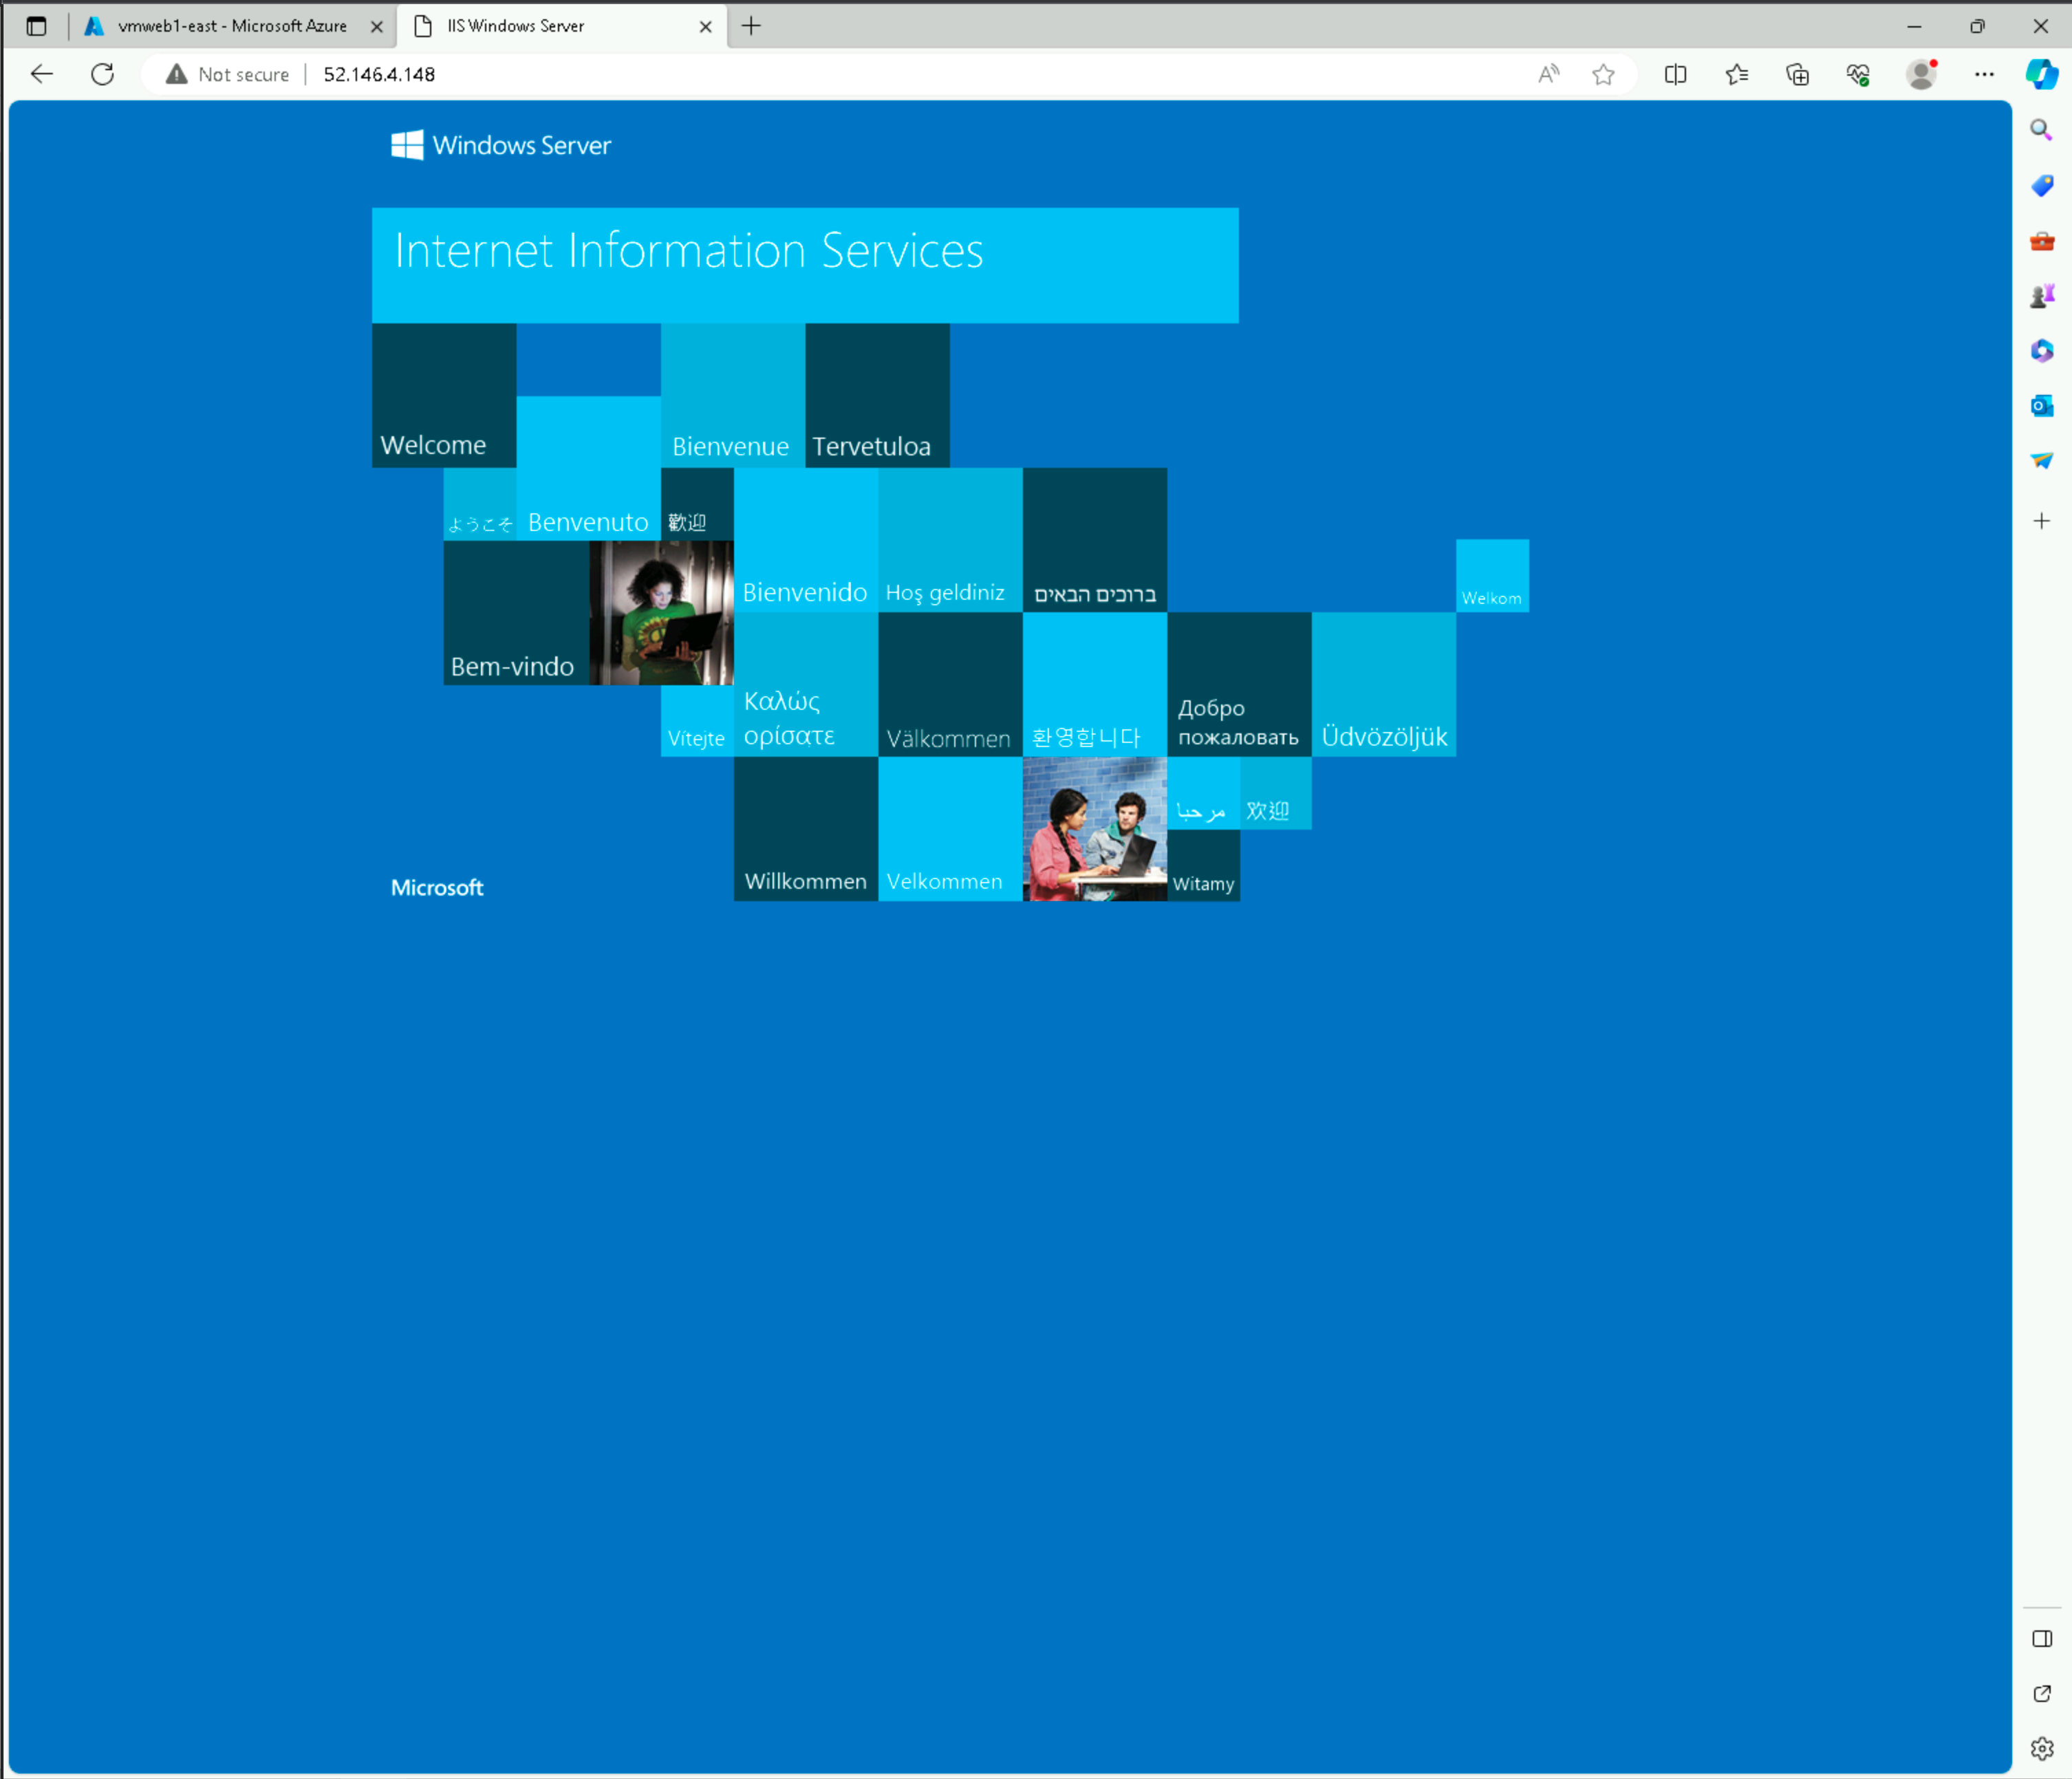 vmweb1-east - Microsoft Azure
IIS Windows Server
Not secure
52.146.4.148
Windows Server
Internet Information Services
Welcome
Bienvenue
Tervetuloa
ようこそ
Benvenuto
歡迎
Bienvenido
Hoş geldiniz
ברוכים הבאים
Welkom
Bem-vindo
Vítejte
Καλώς
ορίσατε
Välkommen
환영합니다
Добро
пожаловать
Üdvözöljük
مرحبا
欢迎
Willkommen
Velkommen
Witamy
Microsoft